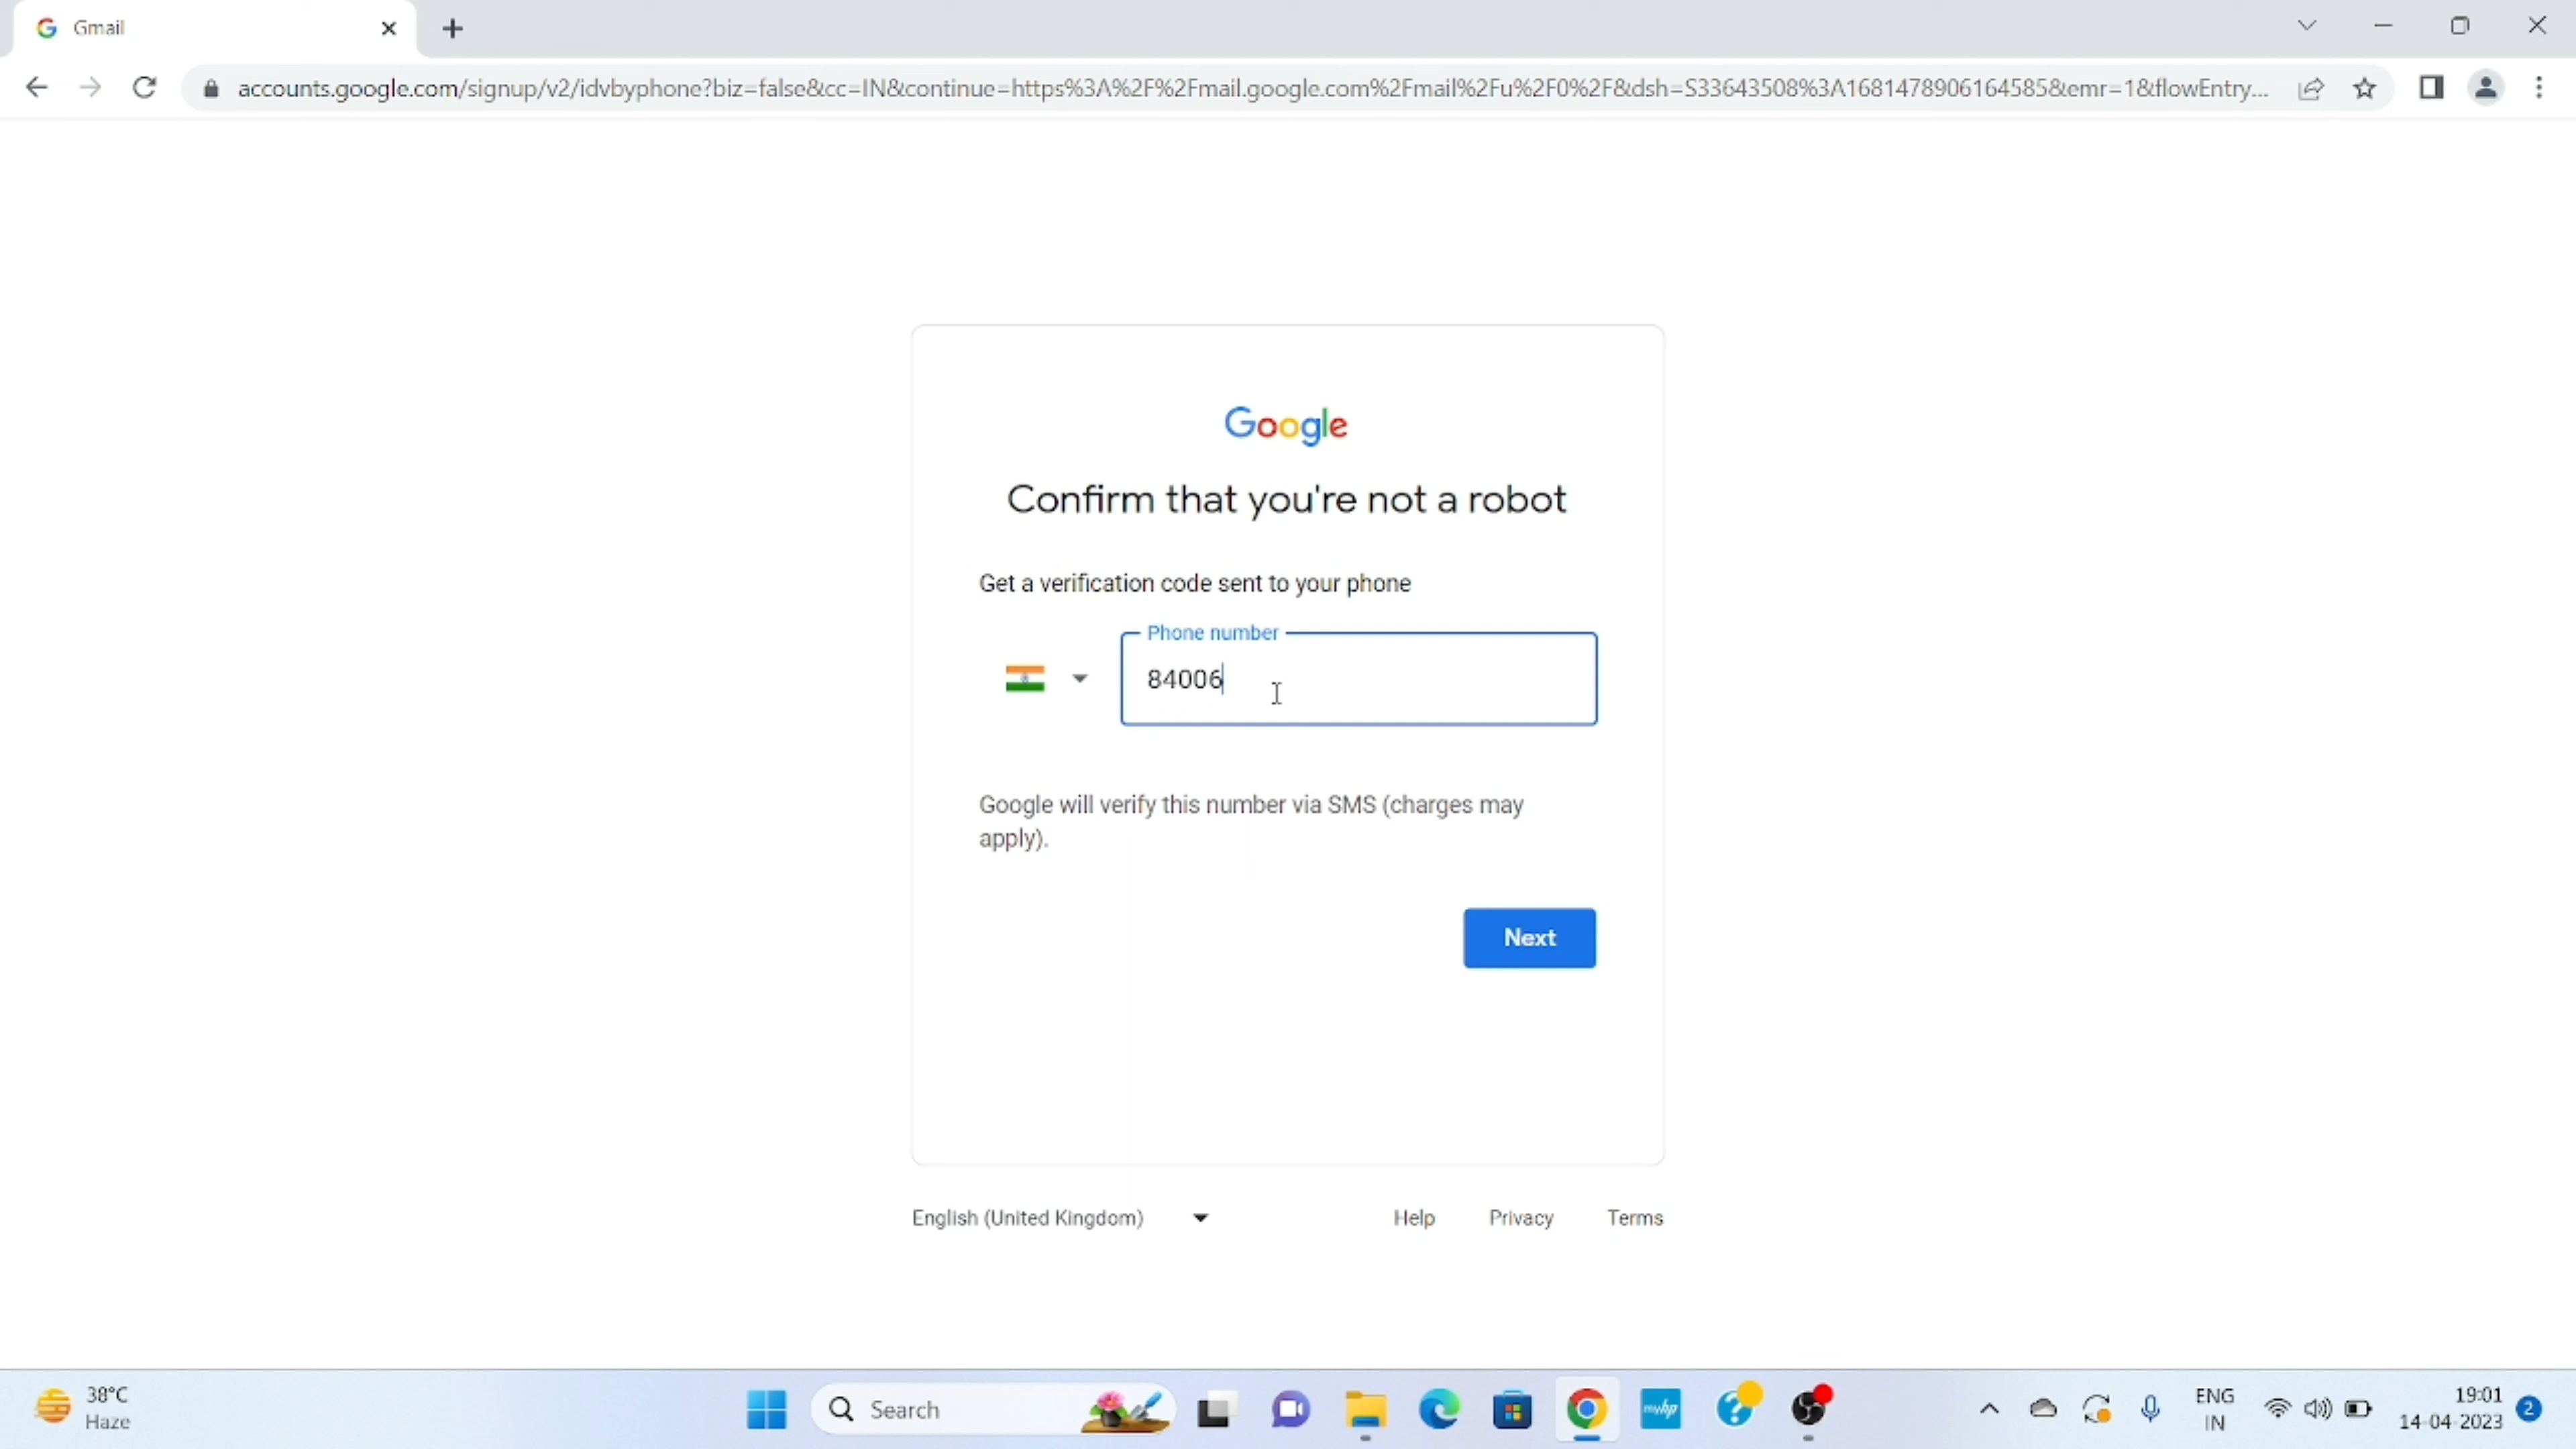 Gmail
accounts.google.com/signup/v2/idvbyphone?biz=false&cc=IN&continue=https%3A%2F%2Fmail.google.com%2Fmail%2Fu%2F0%2F&dsh=S33643508%3A1681478906164585&emr=1&flowEntry...
Google
Confirm that you're not a robot
Get a verification code sent to your phone
Phone number
84006
Google will verify this number via SMS (charges may
apply).
Next
English (United Kingdom)
Help Privacy Terms
38°C
Haze
Search
myhp
ENG
IN
19:01
14-04-2023
2